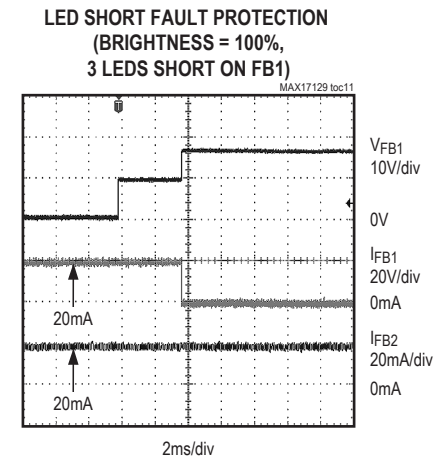 LED SHORT FAULT PROTECTION
(BRIGHTNESS = 100%,
3 LEDS SHORT ON FB1)
MAX17129 toc11
VFB1
10V/div
0V
IFB1
20V/div
0mA
20mA
IFB2
20mA/div
0mA
20mA
2ms/div